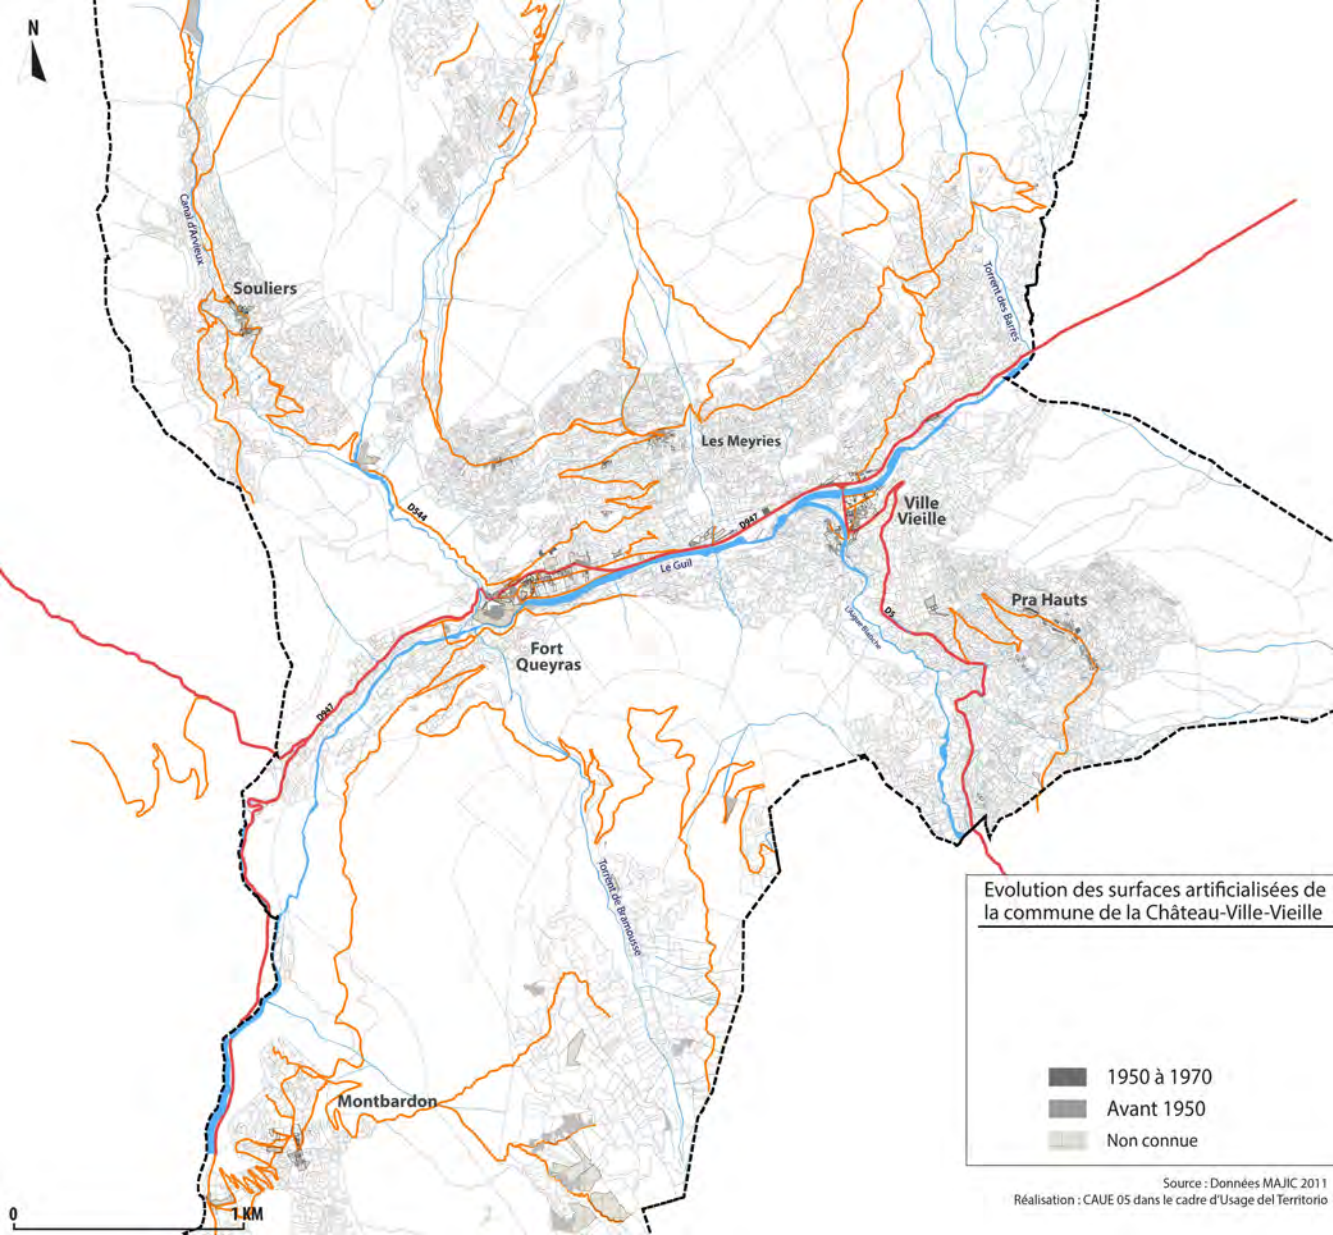 N
Canal d'Arvieux
Souliers
Torrent des Barres
Les Meyries
D544
D947
Ville
Vieille
Le Guil
L'Aigue Blanche
D5
Pra Hauts
Fort
Queyras
D947
Torrent de Bramousse
Montbardon
Evolution des surfaces artificialisées de
la commune de la Château-Ville-Vieille
1950 à 1970
Avant 1950
Non connue
Source : Données MAJIC 2011
Réalisation : CAUE 05 dans le cadre d'Usage del Territorio
0 1 KM